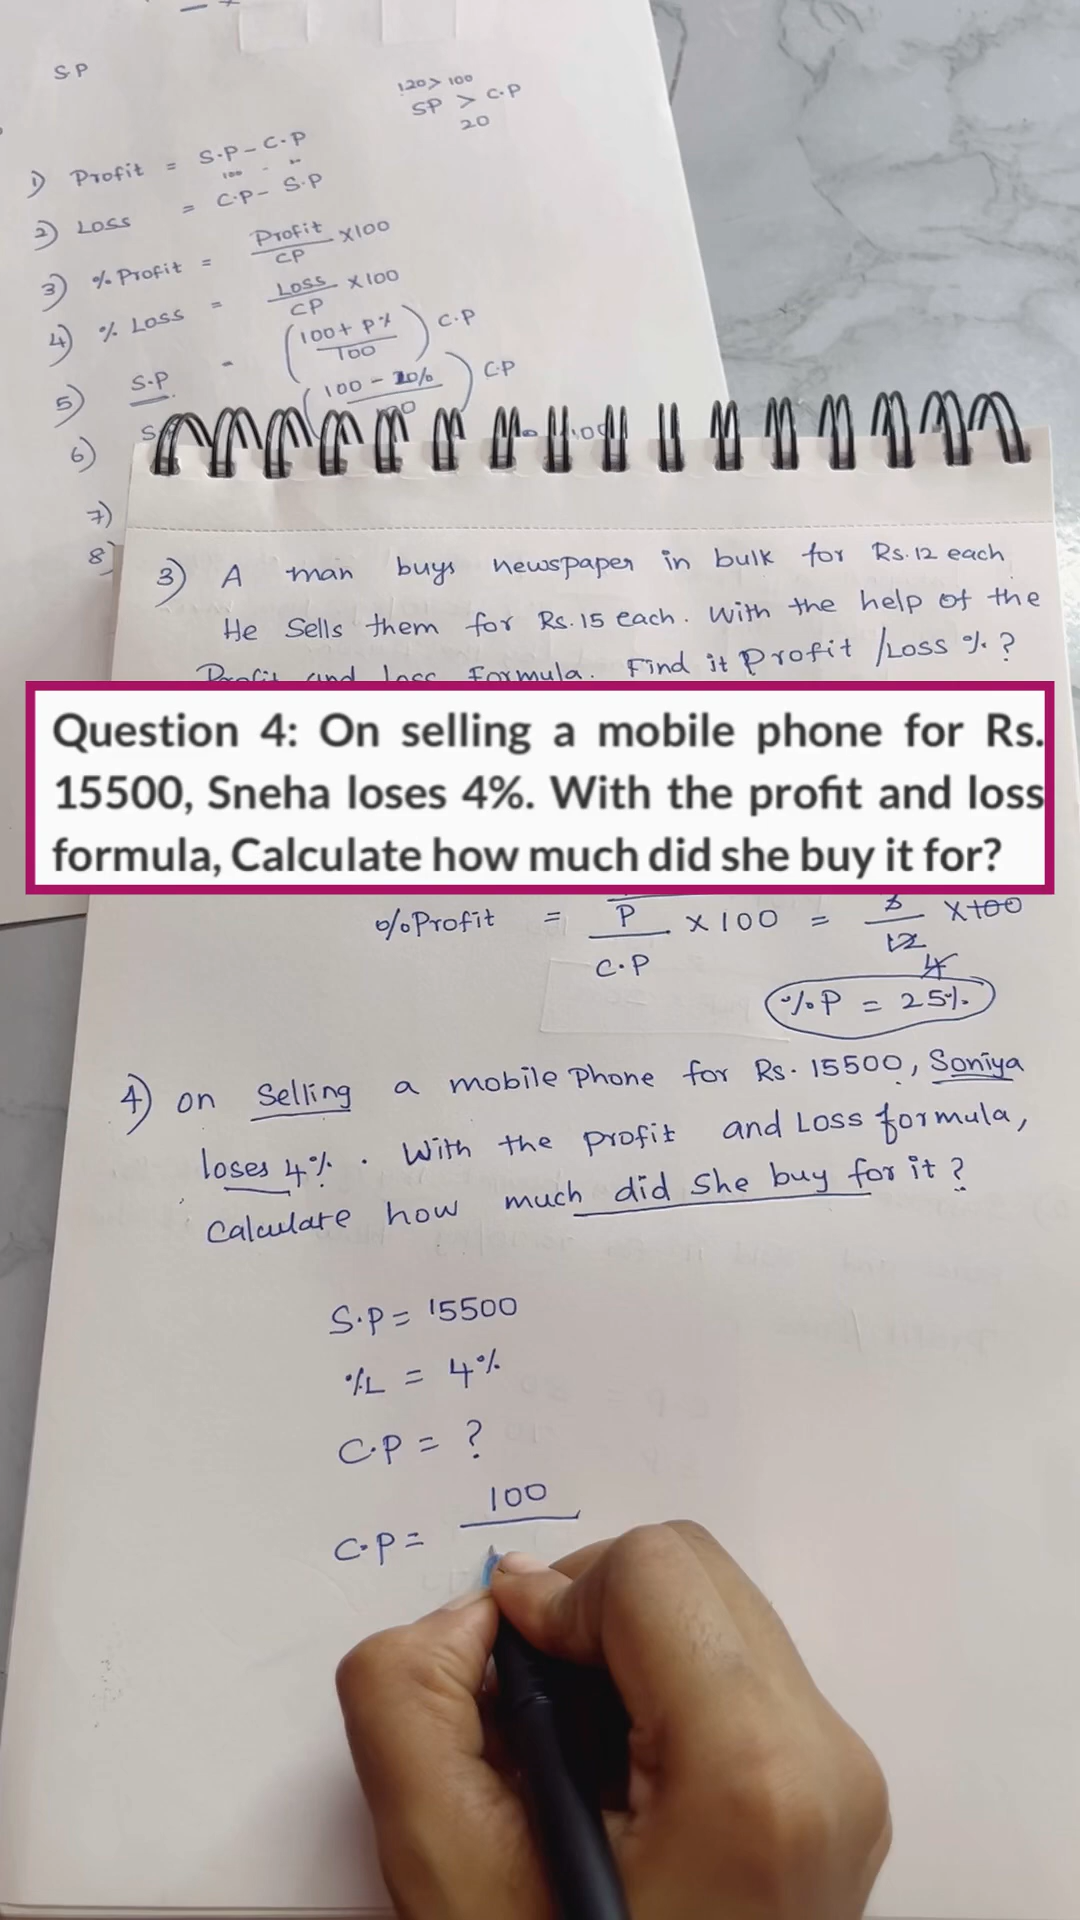 S.P
120 > 100
SP > C.P
20
1) Profit = S.P - C.P
2) Loss = C.P - S.P
3) % Profit = Profit/CP x100
4) % Loss = Loss/CP x100
5) S.P = (100 + P%/100) C.P
6) S
7)
8)
3) A man buys newspaper in bulk for Rs.12 each
He Sells them for Rs.15 each. With the help of the
Profit and loss Formula. Find it Profit /Loss %?
Question 4: On selling a mobile phone for Rs.
15500, Sneha loses 4%. With the profit and loss
formula, Calculate how much did she buy it for?
%Profit = P/C.P x 100 = 3/12 x100
4
%P = 25%
4) on Selling a mobile Phone for Rs. 15500, Soniya
loses 4%. With the profit and Loss formula,
Calculate how much did She buy for it?
S.P = 15500
%L = 4%
C.P = ?
C.P = 100